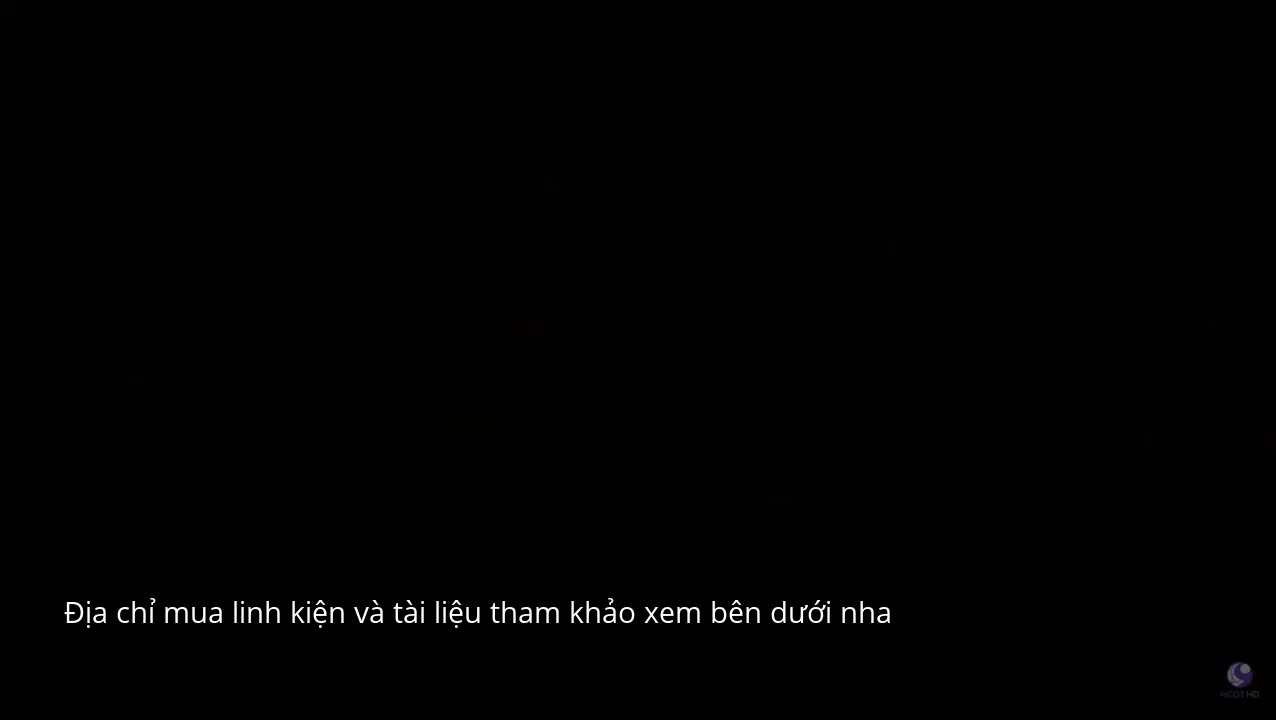 Địa chỉ mua linh kiện và tài liệu tham khảo xem bên dưới nha